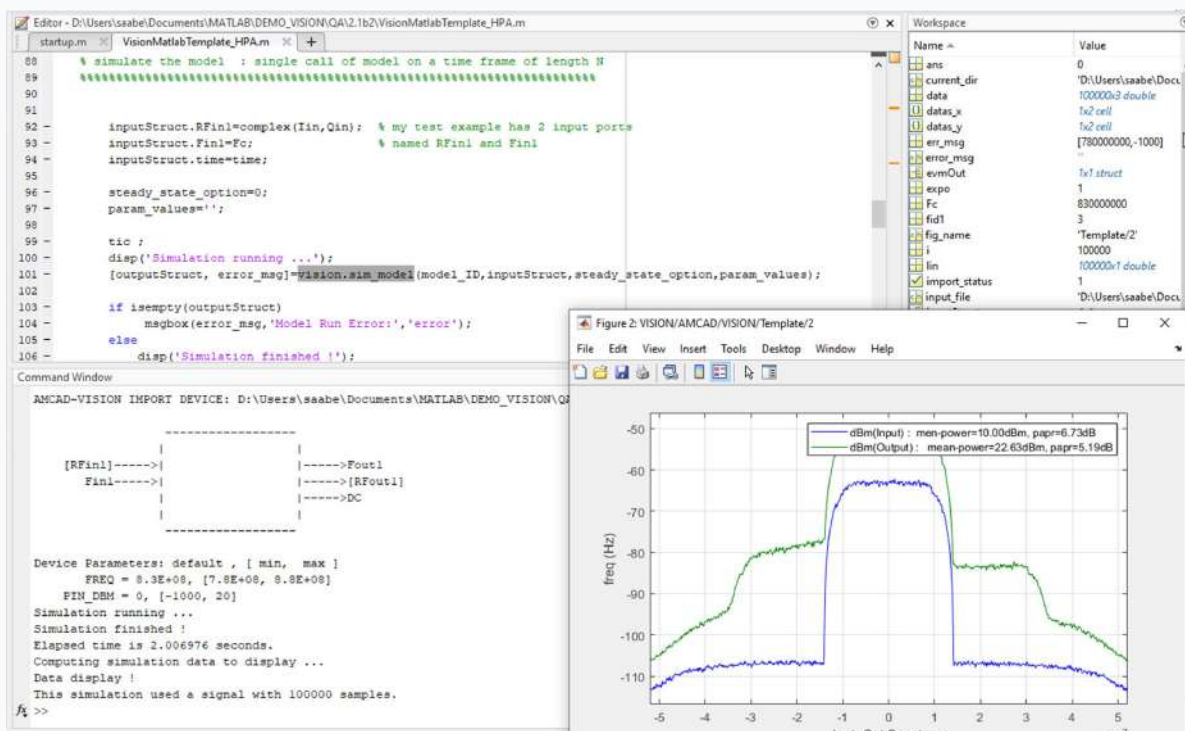 Editor - D:\Users\saabe\Documents\MATLAB\DEMO_VISION\QA\2.1b2\VisionMatlabTemplate_HPA.m
startup.m VisionMatlabTemplate_HPA.m +
88 % simulate the model : single call of model on a time frame of length N
89 %%%%%%%%%%%%%%%%%%%%%%%%%%%%%%%%%%%%%%%%%%%%%%%%%%%%%%%%%%%%%%%%%%%%%%%%
90
91
92 - inputStruct.RFin1=complex(Iin,Qin); % my test example has 2 input ports
93 - inputStruct.Fin1=Fc; % named RFin1 and Fin1
94 - inputStruct.time=time;
95
96 - steady_state_option=0;
97 - param_values='';
98
99 - tic ;
100 - disp('Simulation running ...');
101 - [outputStruct, error_msg]=vision.sim_model(model_ID,inputStruct,steady_state_option,param_values);
102
103 - if isempty(outputStruct)
104 - msgbox(error_msg,'Model Run Error:','error');
105 - else
106 - disp('Simulation finished !');
Workspace
Name Value
ans 0
current_dir 'D:\Users\saabe\Docu
data 100000x3 double
datas_x 1x2 cell
datas_y 1x2 cell
err_msg [780000000,-1000]
error_msg ''
evmOut 1x1 struct
expo 1
Fc 830000000
fid1 3
fig_name 'Template/2'
i 100000
Iin 100000x1 double
import_status 1
input_file 'D:\Users\saabe\Docu
Command Window
AMCAD-VISION IMPORT DEVICE: D:\Users\saabe\Documents\MATLAB\DEMO_VISION\QA
------------------
| |
[RFin1]----->| |----->Fout1
Fin1----->| |----->[RFout1]
| |----->DC
| |
------------------
Device Parameters: default , [ min, max ]
FREQ = 8.3E+08, [7.8E+08, 8.8E+08]
PIN_DBM = 0, [-1000, 20]
Simulation running ...
Simulation finished !
Elapsed time is 2.006976 seconds.
Computing simulation data to display ...
Data display !
This simulation used a signal with 100000 samples.
fx >>
Figure 2: VISION/AMCAD/VISION/Template/2
File Edit View Insert Tools Desktop Window Help
dBm(Input) : men-power=10.00dBm, papr=6.73dB
dBm(Output) : mean-power=22.63dBm, papr=5.19dB
freq (Hz)
-50
-60
-70
-80
-90
-100
-110
-5 -4 -3 -2 -1 0 1 2 3 4 5